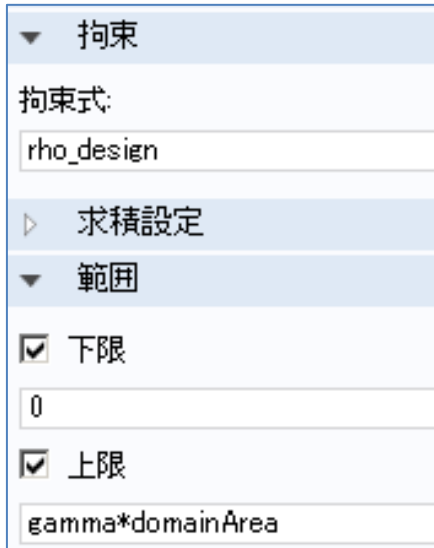 拘束
拘束式:
rho_design
求積設定
範囲
下限
0
上限
gamma*domainArea